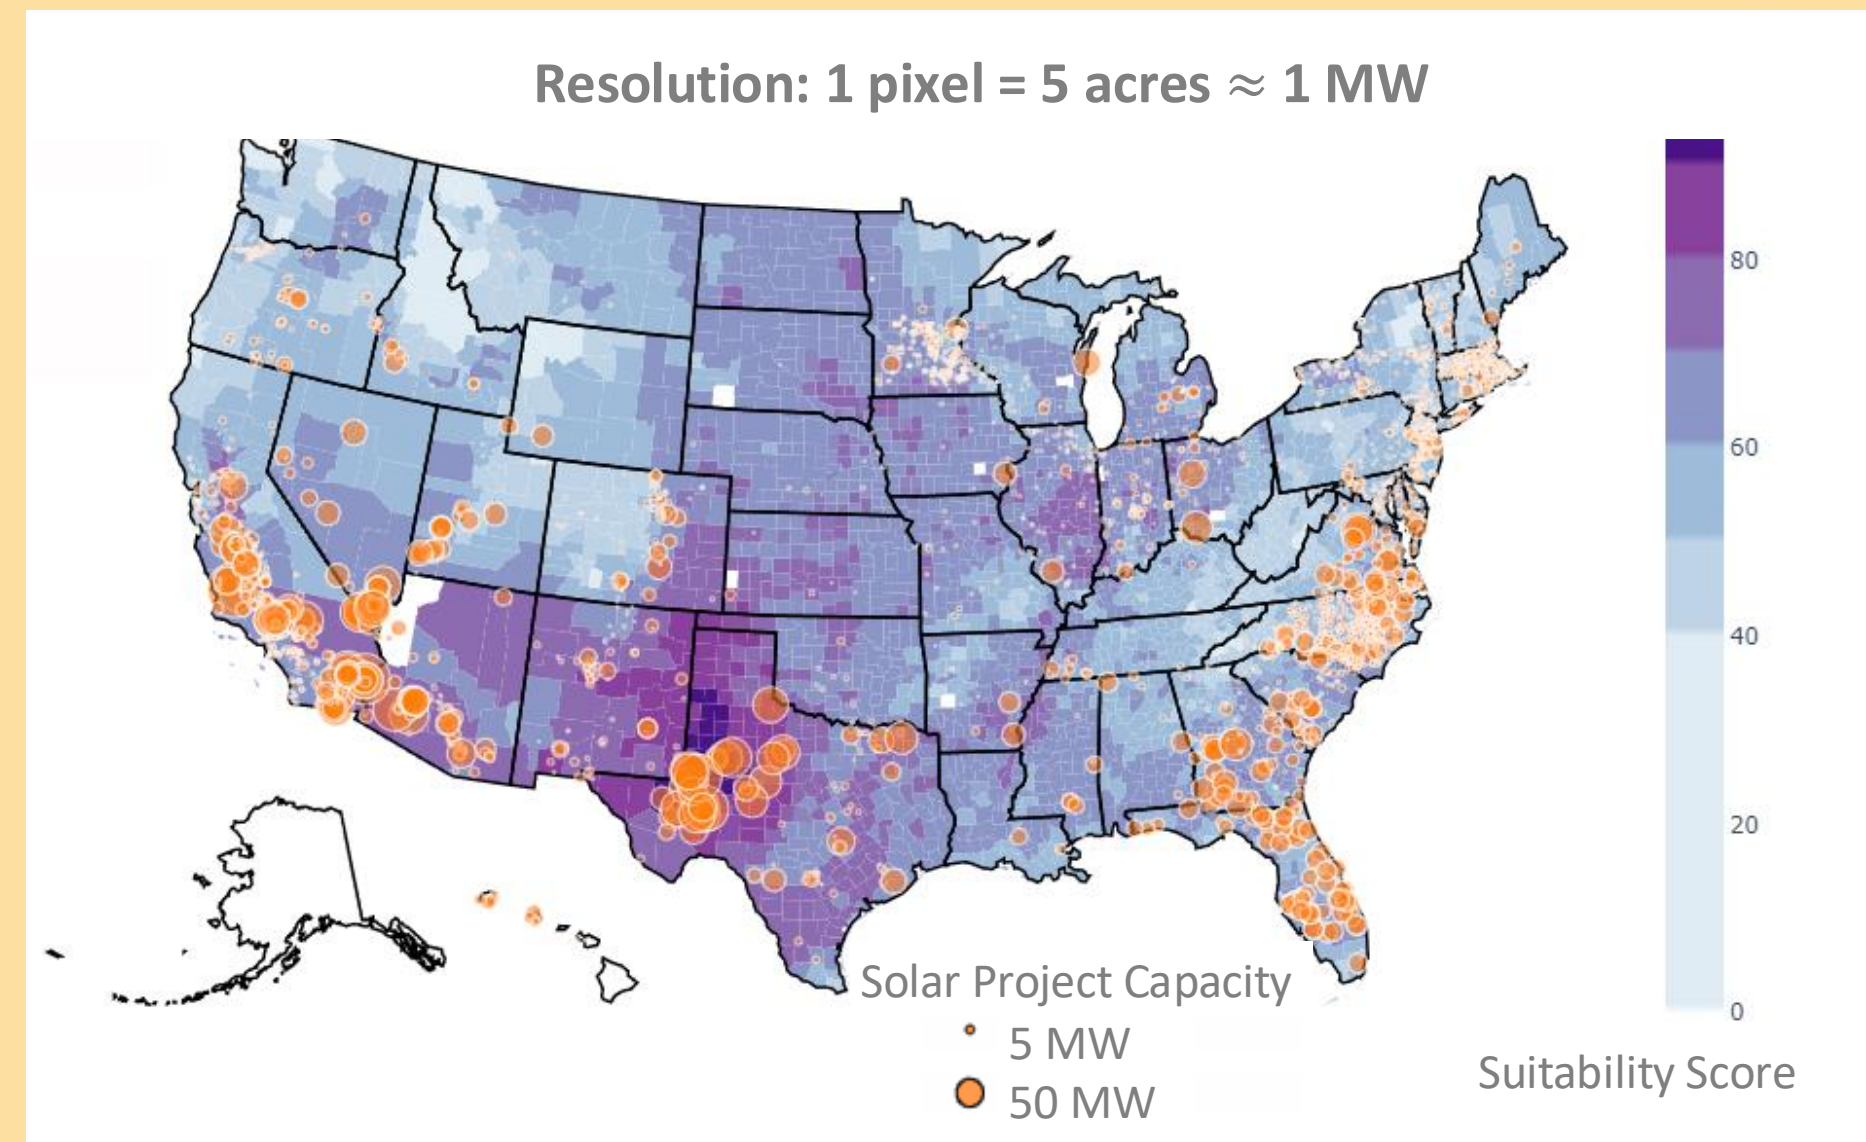 Resolution: 1 pixel = 5 acres ≈ 1 MW
80
60
40
20
0
Solar Project Capacity
5 MW
50 MW
Suitability Score